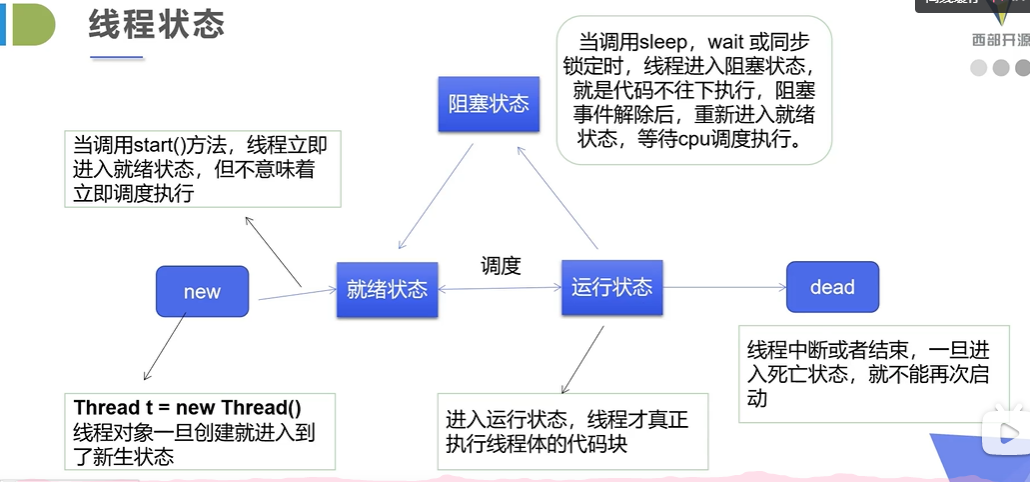 线程状态
西部开源
当调用sleep，wait 或同步
锁定时，线程进入阻塞状态，
就是代码不往下执行，阻塞
事件解除后，重新进入就绪
状态，等待cpu调度执行。
阻塞状态
当调用start()方法，线程立即
进入就绪状态，但不意味着
立即调度执行
new
就绪状态
调度
运行状态
dead
线程中断或者结束，一旦进
入死亡状态，就不能再次启
动
Thread t = new Thread()
线程对象一旦创建就进入到
了新生状态
进入运行状态，线程才真正
执行线程体的代码块